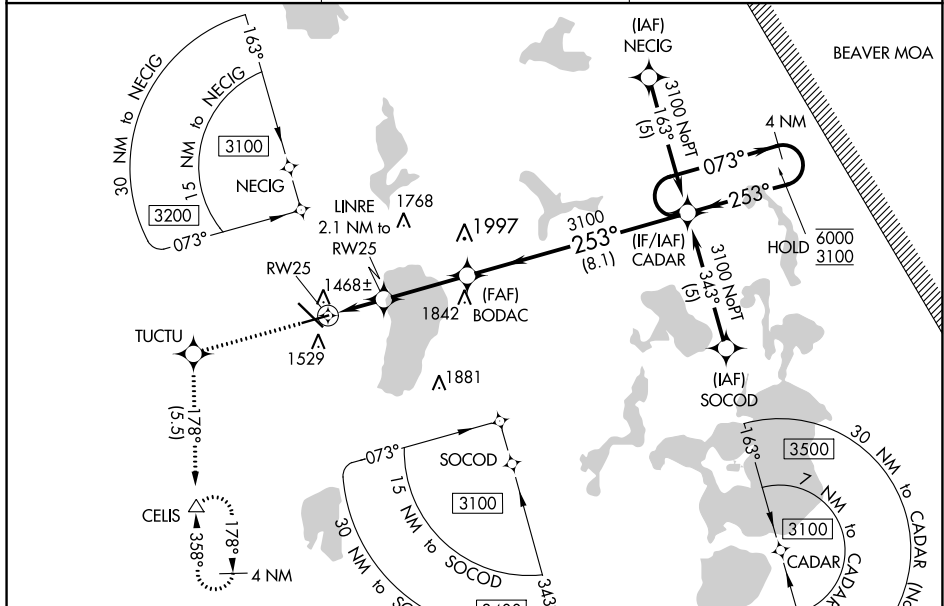 (IAF)
NECIG
BEAVER MOA
163°
30 NM to NECIG
15 NM to NECIG
3100
NECIG
3200
073°
3100 NoPT
163°
(5)
4 NM
073°
253°
HOLD 6000
3100
LINRE
2.1 NM to
RW25
1768
1997
3100
253°
(8.1)
(IF/IAF)
CADAR
RW25
1468±
1842
(FAF)
BODAC
3100 NoPT
343°
(5)
TUCTU
1529
1881
(IAF)
SOCOD
178°
(5.5)
073°
SOCOD
3100
15 NM to SOCOD
30 NM to SO
343
163°
3500
30 NM to CADAR (No
7 NM to CADAR
3100
CADAR
CELIS
358°
178°
4 NM